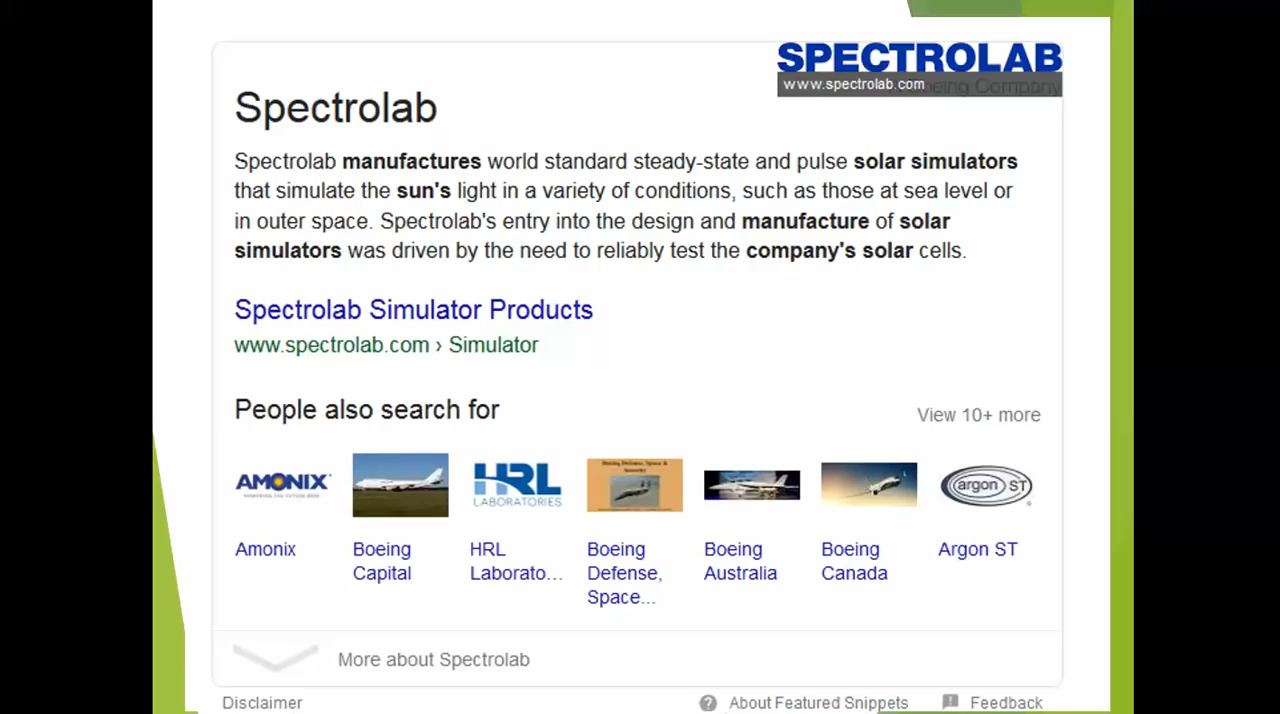 SPECTROLAB
www.spectrolab.com
Spectrolab
Spectrolab manufactures world standard steady-state and pulse solar simulators
that simulate the sun's light in a variety of conditions, such as those at sea level or
in outer space. Spectrolab's entry into the design and manufacture of solar
simulators was driven by the need to reliably test the company's solar cells.
Spectrolab Simulator Products
www.spectrolab.com › Simulator
People also search for
View 10+ more
AMONIX
HRL
LABORATORIES
argon ST
Amonix
Boeing
Capital
HRL
Laborato...
Boeing
Defense,
Space...
Boeing
Australia
Boeing
Canada
Argon ST
More about Spectrolab
Disclaimer
About Featured Snippets
Feedback